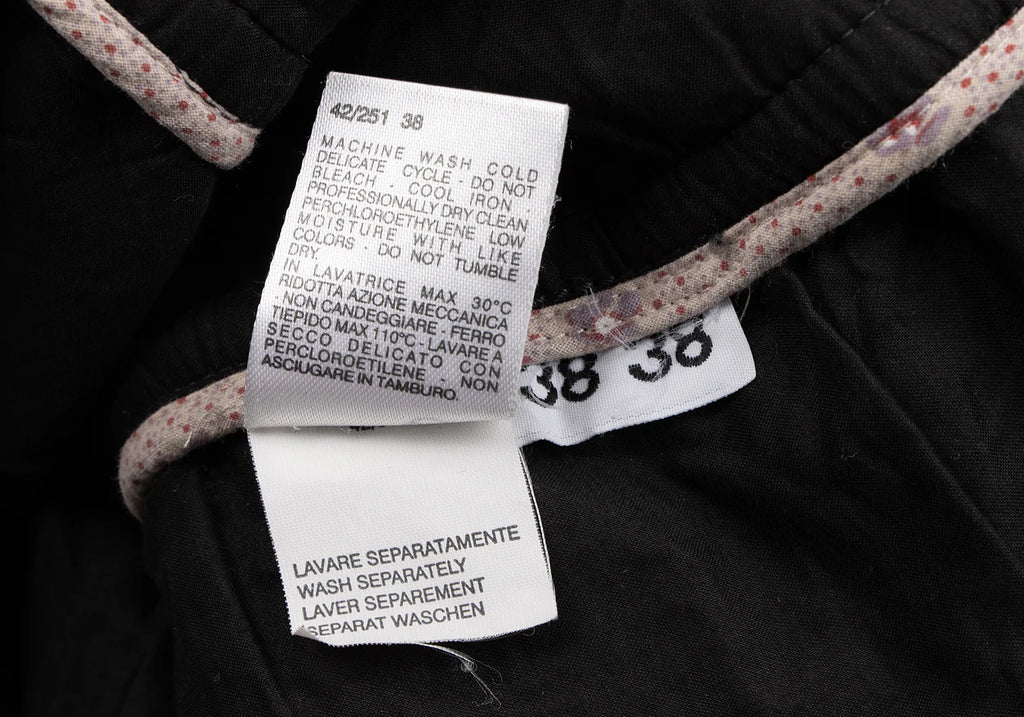 42/251 38
MACHINE WASH COLD
DELICATE CYCLE - DO NOT
BLEACH - COOL IRON
PROFESSIONALLY DRY CLEAN
PERCHLOROETHYLENE LOW
MOISTURE WITH LIKE
COLORS - DO NOT TUMBLE
DRY.
IN LAVATRICE MAX 30°C
RIDOTTA AZIONE MECCANICA
- NON CANDEGGIARE - FERRO
TIEPIDO MAX 110°C - LAVARE A
SECCO DELICATO CON
PERCLOROETILENE - NON
ASCIUGARE IN TAMBURO.
38 38
LAVARE SEPARATAMENTE
WASH SEPARATELY
LAVER SEPAREMENT
SEPARAT WASCHEN